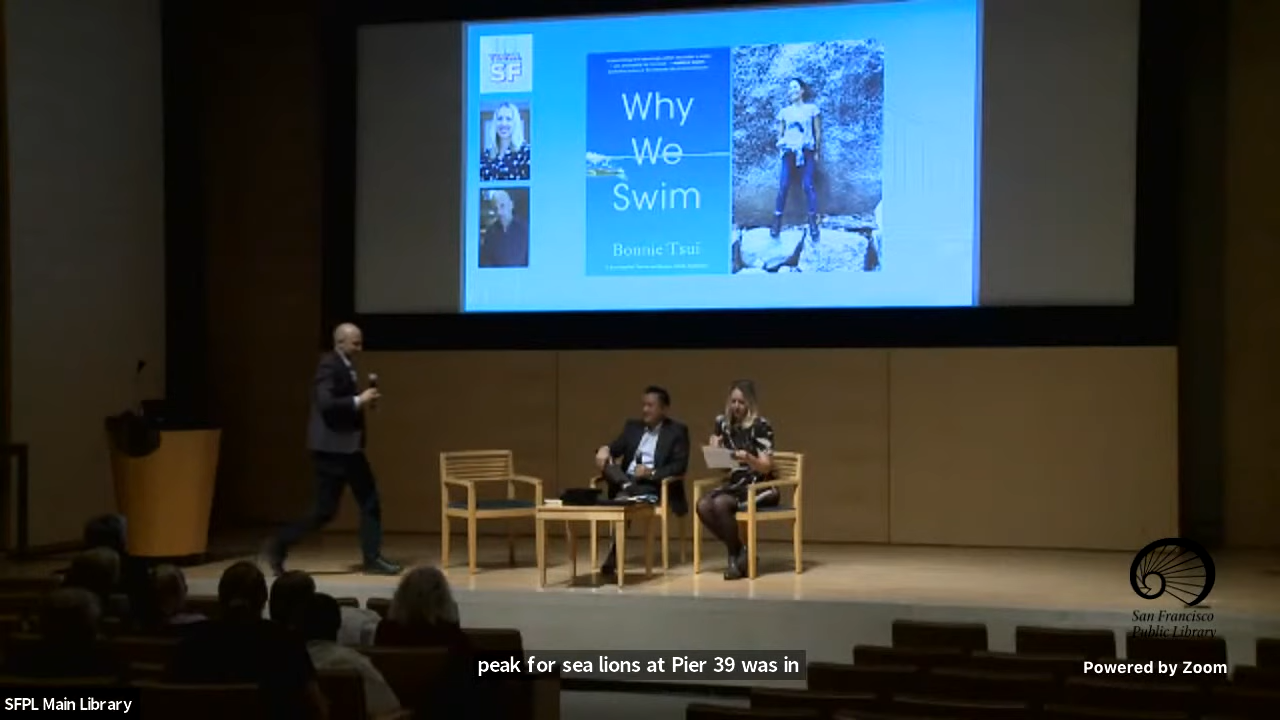 SF
Why
We
Swim
Bonnie Tsui
peak for sea lions at Pier 39 was in
San Francisco
Public Library
Powered by Zoom
SFPL Main Library